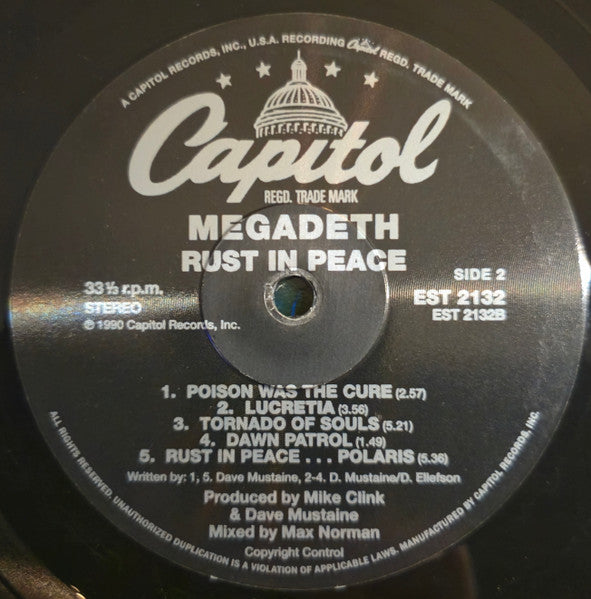 A CAPITOL RECORDS, INC., U.S.A. RECORDING Capitol REGD. TRADE MARK
Capitol
REGD. TRADE MARK
MEGADETH
RUST IN PEACE
SIDE 2
33⅓ r.p.m.
EST 2132
STEREO
EST 2132B
℗ 1990 Capitol Records, Inc.
1. POISON WAS THE CURE (2.57)
2. LUCRETIA (3.56)
3. TORNADO OF SOULS (5.21)
4. DAWN PATROL (1.49)
5. RUST IN PEACE . . . POLARIS (5.36)
Written by: 1, 5. Dave Mustaine, 2-4. D. Mustaine/D. Ellefson
Produced by Mike Clink
& Dave Mustaine
Mixed by Max Norman
Copyright Control
ALL RIGHTS RESERVED. UNAUTHORIZED DUPLICATION IS A VIOLATION OF APPLICABLE LAWS. MANUFACTURED BY CAPITOL RECORDS, INC.